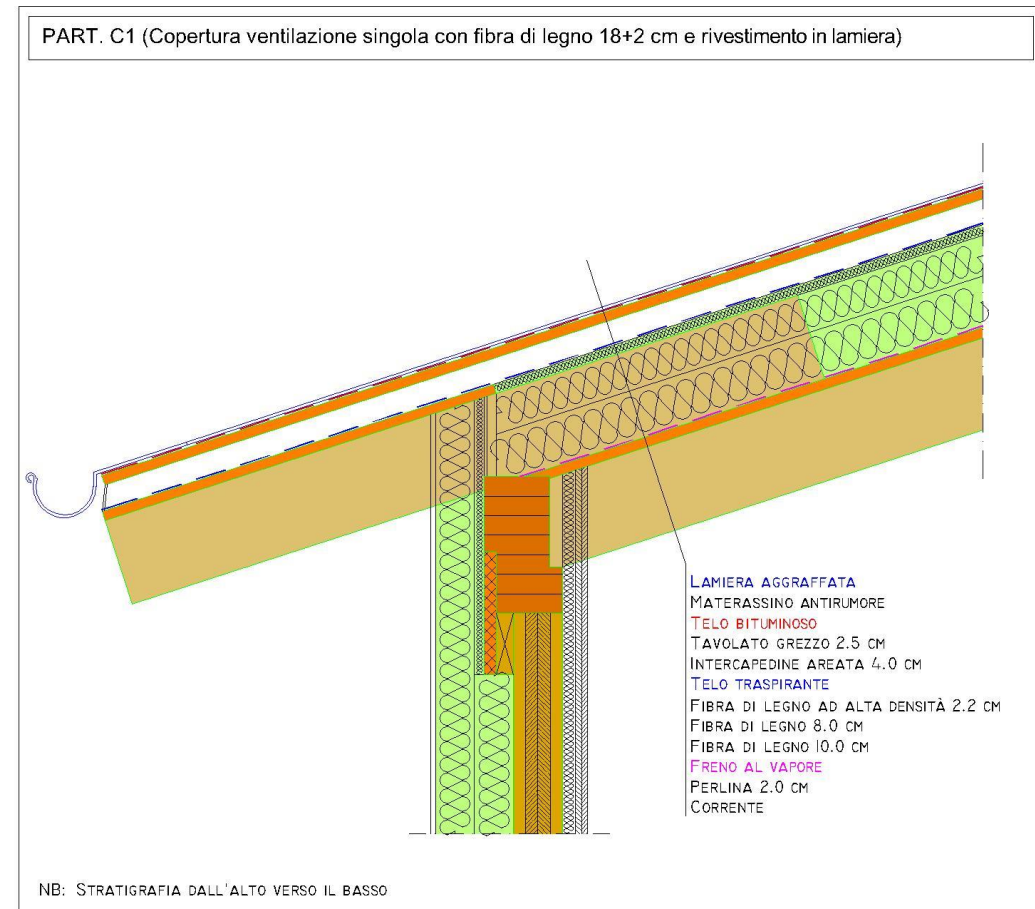 PART. C1 (Copertura ventilazione singola con fibra di legno 18+2 cm e rivestimento in lamiera)
LAMIERA AGGRAFFATA
MATERASSINO ANTIRUMORE
TELO BITUMINOSO
TAVOLATO GREZZO 2.5 CM
INTERCAPEDINE AREATA 4.0 CM
TELO TRASPIRANTE
FIBRA DI LEGNO AD ALTA DENSITÀ 2.2 CM
FIBRA DI LEGNO 8.0 CM
FIBRA DI LEGNO 10.0 CM
FRENO AL VAPORE
PERLINA 2.0 CM
CORRENTE
NB: STRATIGRAFIA DALL'ALTO VERSO IL BASSO